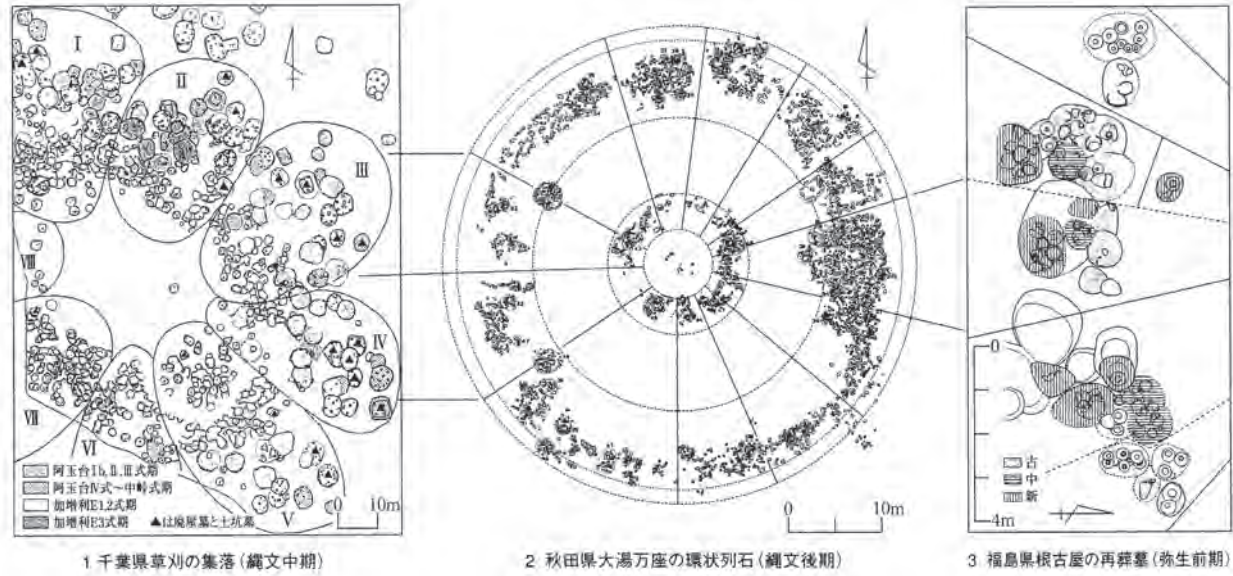 I
II
III
IV
V
VI
VII
VIII
阿玉台Ib,II,III式期
阿玉台IV式~中峠式期
加曽利E1,2式期
加曽利E3式期 ▲は廃屋墓と土坑墓
0 10m
1 千葉県草刈の集落(縄文中期)
0 10m
2 秋田県大湯万座の環状列石(縄文後期)
0
古
中
新
4m
3 福島県根古屋の再葬墓(弥生前期)